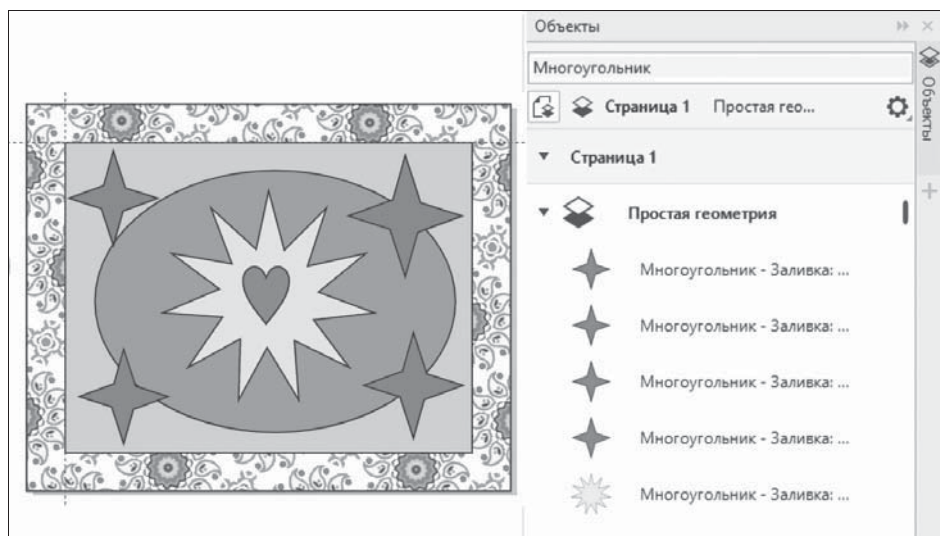 Объекты
Многоугольник
Страница 1 Простая гео...
Страница 1
Простая геометрия
Многоугольник - Заливка: ...
Многоугольник - Заливка: ...
Многоугольник - Заливка: ...
Многоугольник - Заливка: ...
Многоугольник - Заливка: ...
Объекты